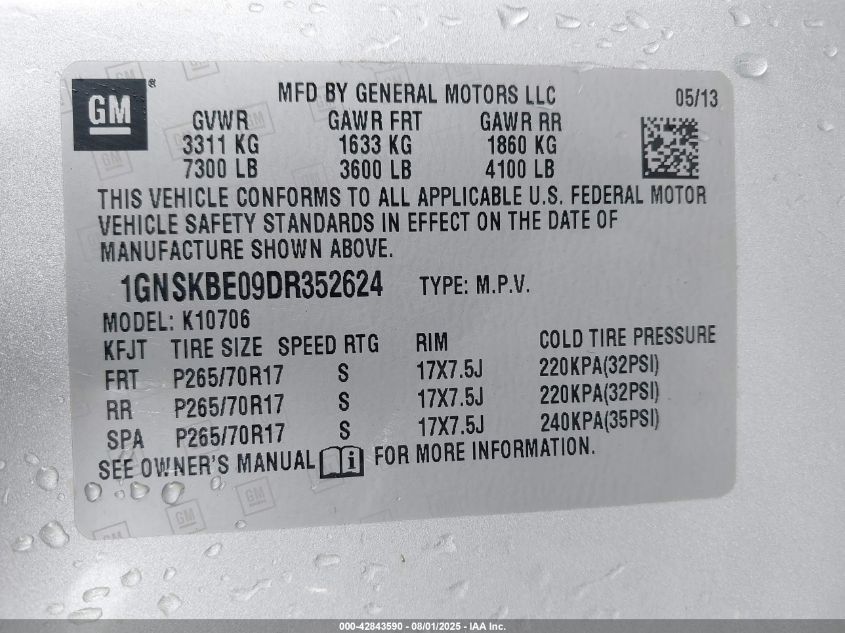 GM ® MFD BY GENERAL MOTORS LLC 05/13
GVWR GAWR FRT GAWR RR
3311 KG 1633 KG 1860 KG
7300 LB 3600 LB 4100 LB
THIS VEHICLE CONFORMS TO ALL APPLICABLE U.S. FEDERAL MOTOR
VEHICLE SAFETY STANDARDS IN EFFECT ON THE DATE OF
MANUFACTURE SHOWN ABOVE.
1GNSKBE09DR352624 TYPE: M.P.V.
MODEL: K10706
KFJT TIRE SIZE SPEED RTG RIM COLD TIRE PRESSURE
FRT P265/70R17 S 17X7.5J 220KPA(32PSI)
RR P265/70R17 S 17X7.5J 220KPA(32PSI)
SPA P265/70R17 S 17X7.5J 240KPA(35PSI)
SEE OWNER'S MANUAL i FOR MORE INFORMATION.
000-42843590 - 08/01/2025 - IAA Inc.